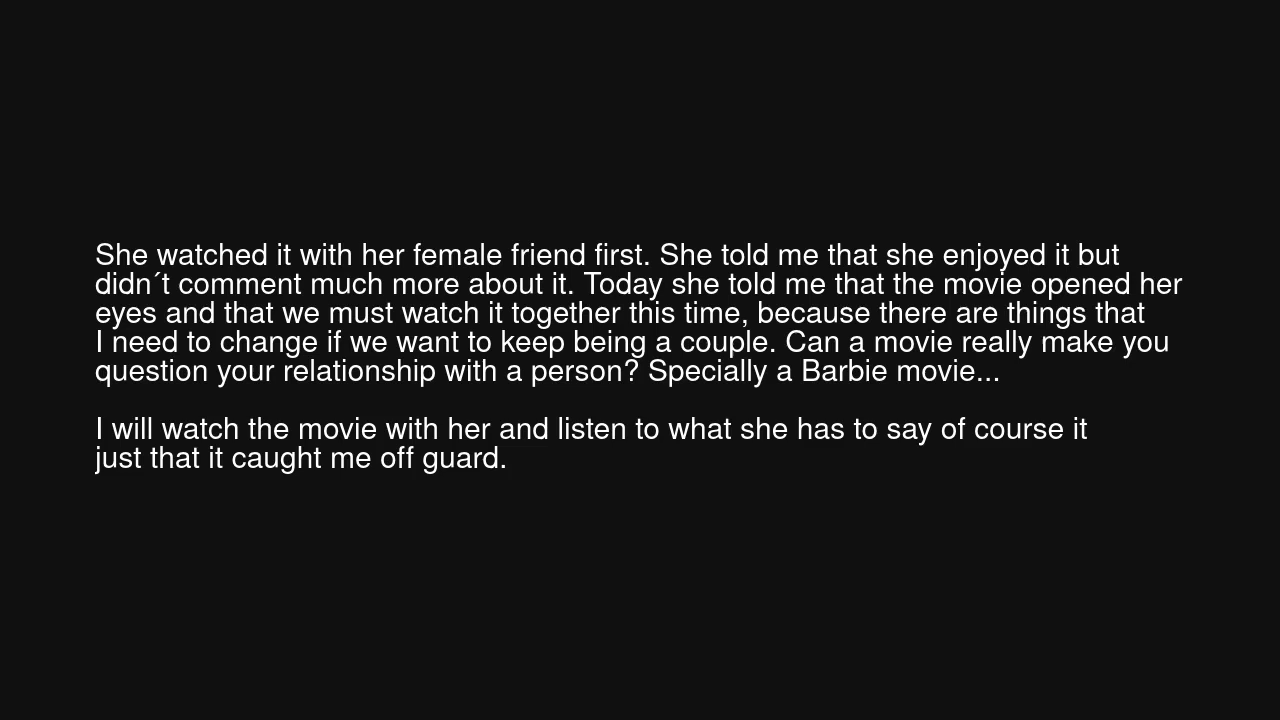 She watched it with her female friend first. She told me that she enjoyed it but
didn´t comment much more about it. Today she told me that the movie opened her
eyes and that we must watch it together this time, because there are things that
I need to change if we want to keep being a couple. Can a movie really make you
question your relationship with a person? Specially a Barbie movie...
I will watch the movie with her and listen to what she has to say of course it
just that it caught me off guard.